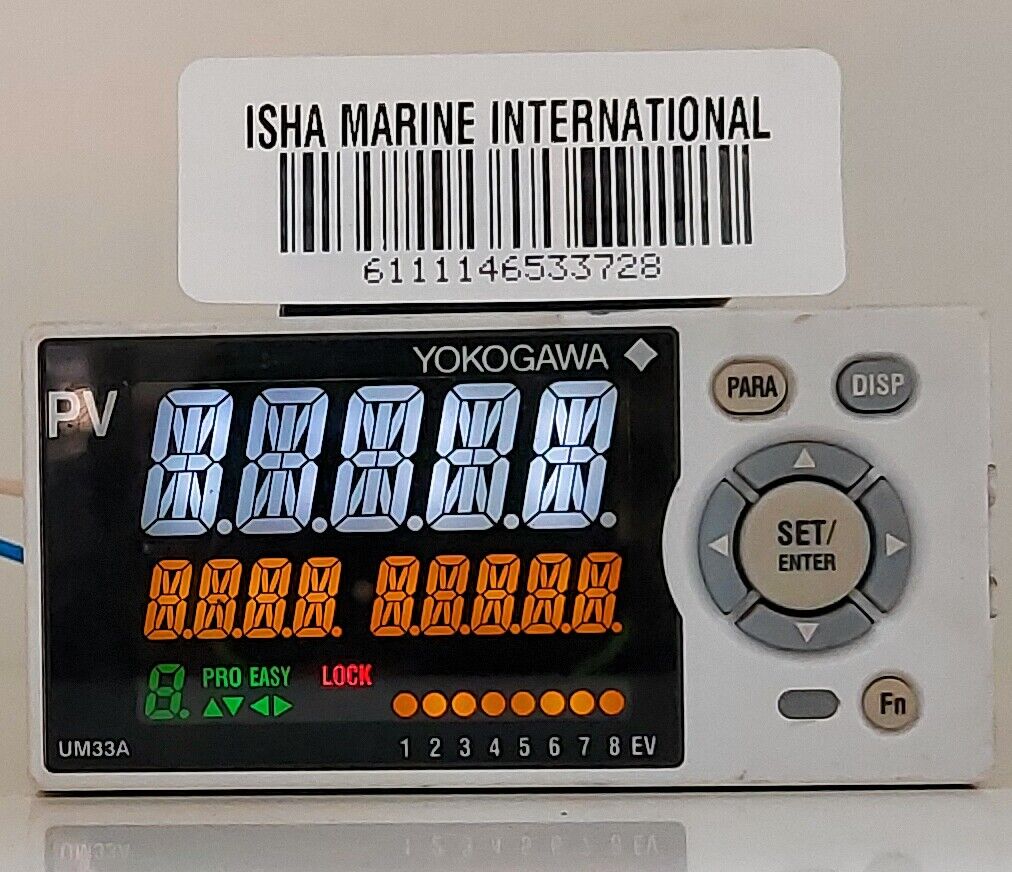 ISHA MARINE INTERNATIONAL
6111146533728
YOKOGAWA
PV
PARA
DISP
SET/
ENTER
PRO EASY
LOCK
Fn
UM33A
1 2 3 4 5 6 7 8 EV